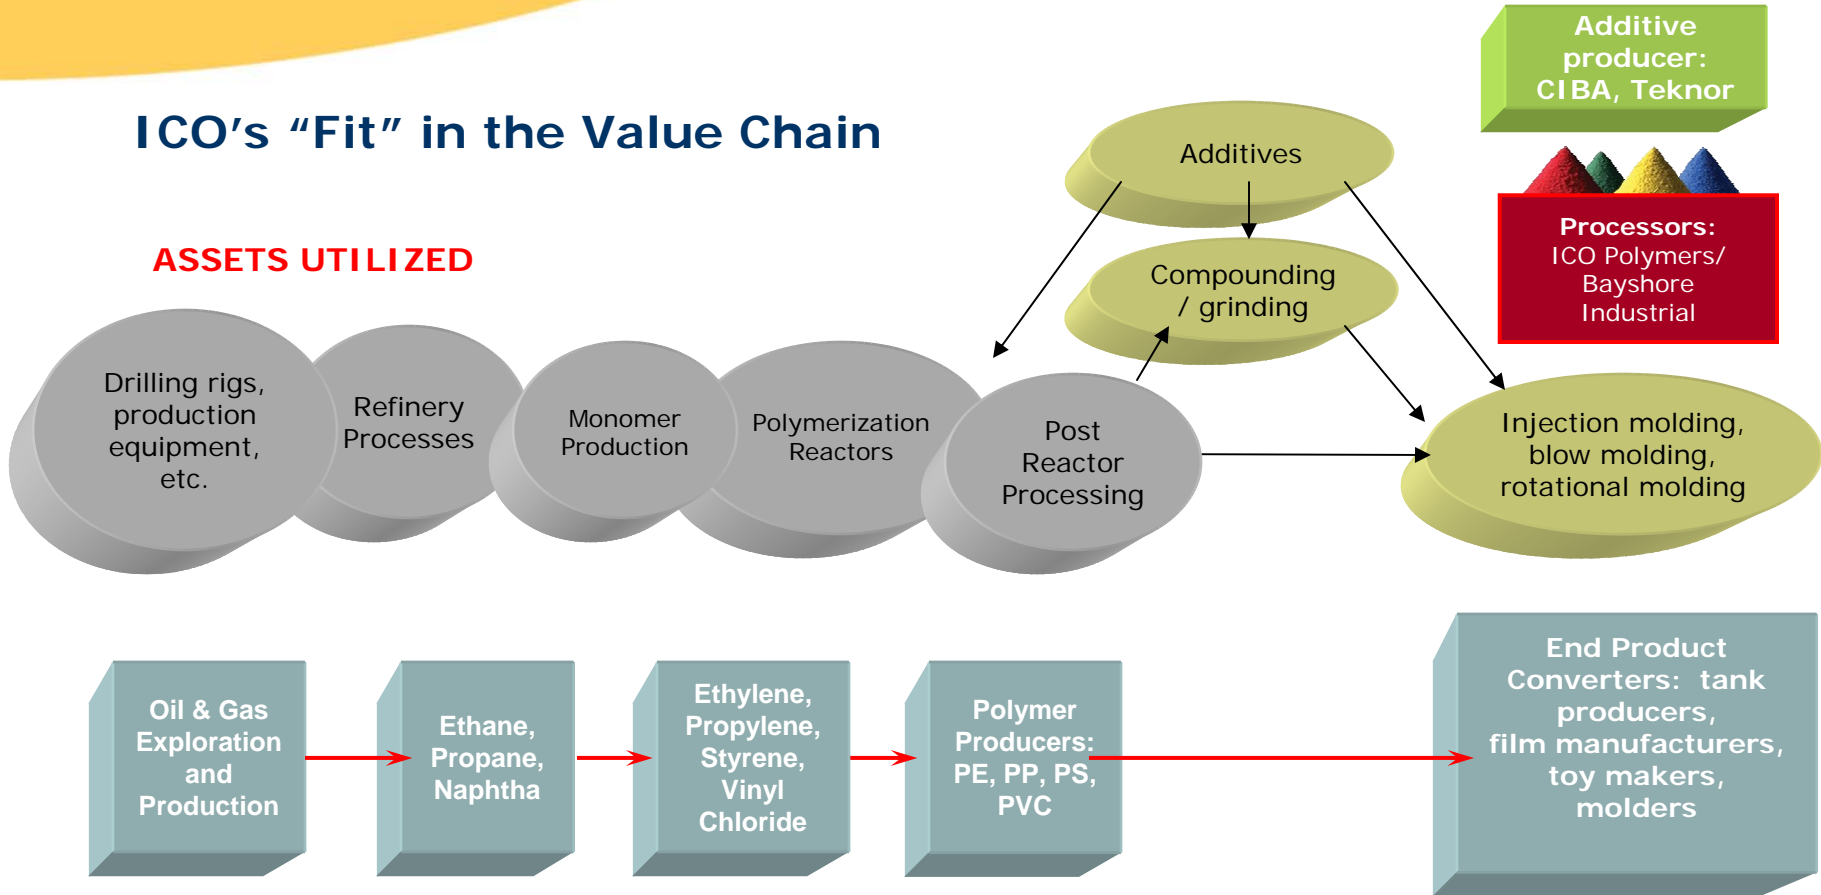 ICO's “Fit” in the Value Chain
ASSETS UTILIZED
Additive
producer:
CIBA, Teknor
Processors:
ICO Polymers/
Bayshore
Industrial
Additives
Compounding
/ grinding
Drilling rigs,
production
equipment,
etc.
Refinery
Processes
Monomer
Production
Polymerization
Reactors
Post
Reactor
Processing
Injection molding,
blow molding,
rotational molding
Oil & Gas
Exploration
and
Production
Ethane,
Propane,
Naphtha
Ethylene,
Propylene,
Styrene,
Vinyl
Chloride
Polymer
Producers:
PE, PP, PS,
PVC
End Product
Converters: tank
producers,
film manufacturers,
toy makers,
molders